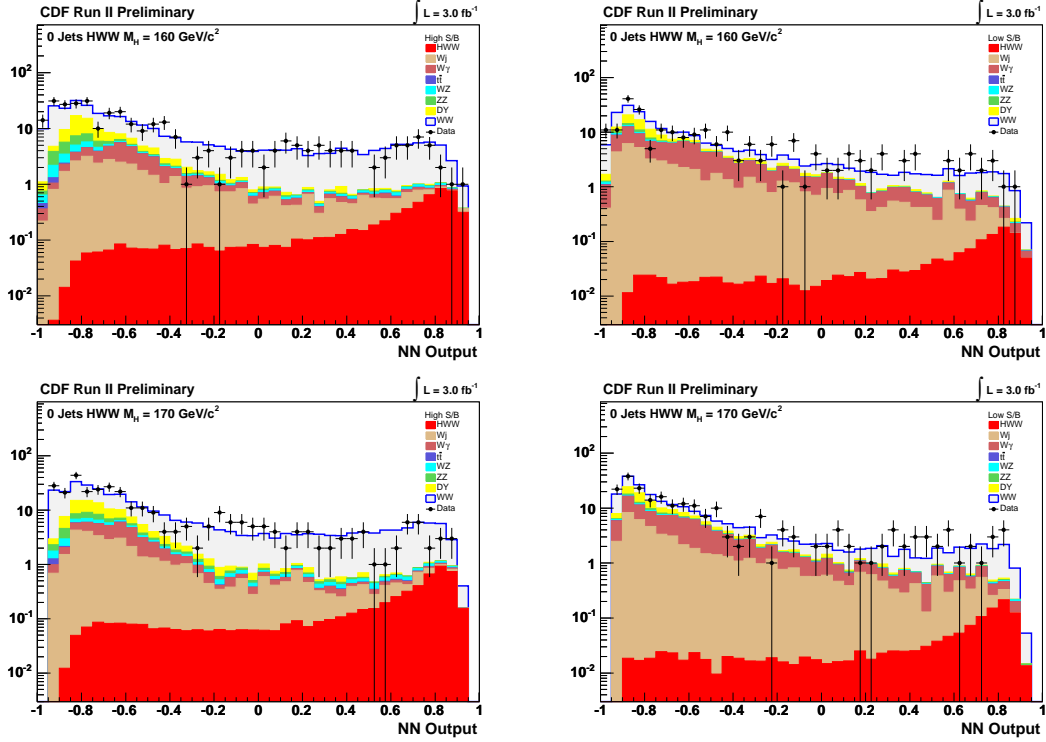 CDF Run II Preliminary
∫ L = 3.0 fb⁻¹
0 Jets HWW M_H = 160 GeV/c²
High S/B
HWW
Wj
Wγ
tt̄
WZ
ZZ
DY
WW
Data
10²
10
1
10⁻¹
10⁻²
-1 -0.8 -0.6 -0.4 -0.2 0 0.2 0.4 0.6 0.8 1
NN Output
CDF Run II Preliminary
∫ L = 3.0 fb⁻¹
0 Jets HWW M_H = 160 GeV/c²
Low S/B
HWW
Wj
Wγ
tt̄
WZ
ZZ
DY
WW
Data
10²
10
1
10⁻¹
10⁻²
-1 -0.8 -0.6 -0.4 -0.2 0 0.2 0.4 0.6 0.8 1
NN Output
CDF Run II Preliminary
∫ L = 3.0 fb⁻¹
0 Jets HWW M_H = 170 GeV/c²
High S/B
HWW
Wj
Wγ
tt̄
WZ
ZZ
DY
WW
Data
10²
10
1
10⁻¹
10⁻²
-1 -0.8 -0.6 -0.4 -0.2 0 0.2 0.4 0.6 0.8 1
NN Output
CDF Run II Preliminary
∫ L = 3.0 fb⁻¹
0 Jets HWW M_H = 170 GeV/c²
Low S/B
HWW
Wj
Wγ
tt̄
WZ
ZZ
DY
WW
Data
10²
10
1
10⁻¹
10⁻²
-1 -0.8 -0.6 -0.4 -0.2 0 0.2 0.4 0.6 0.8 1
NN Output